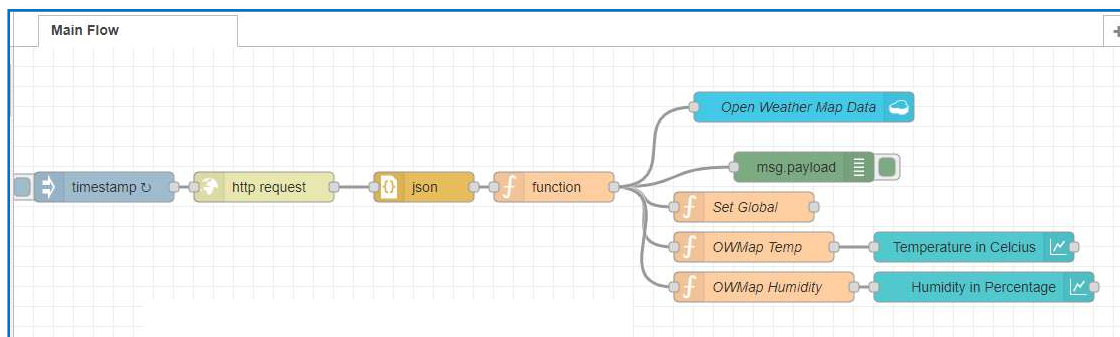 Main Flow
Open Weather Map Data
msg.payload
timestamp ↻
http request
json
function
Set Global
OWMap Temp
Temperature in Celcius
OWMap Humidity
Humidity in Percentage